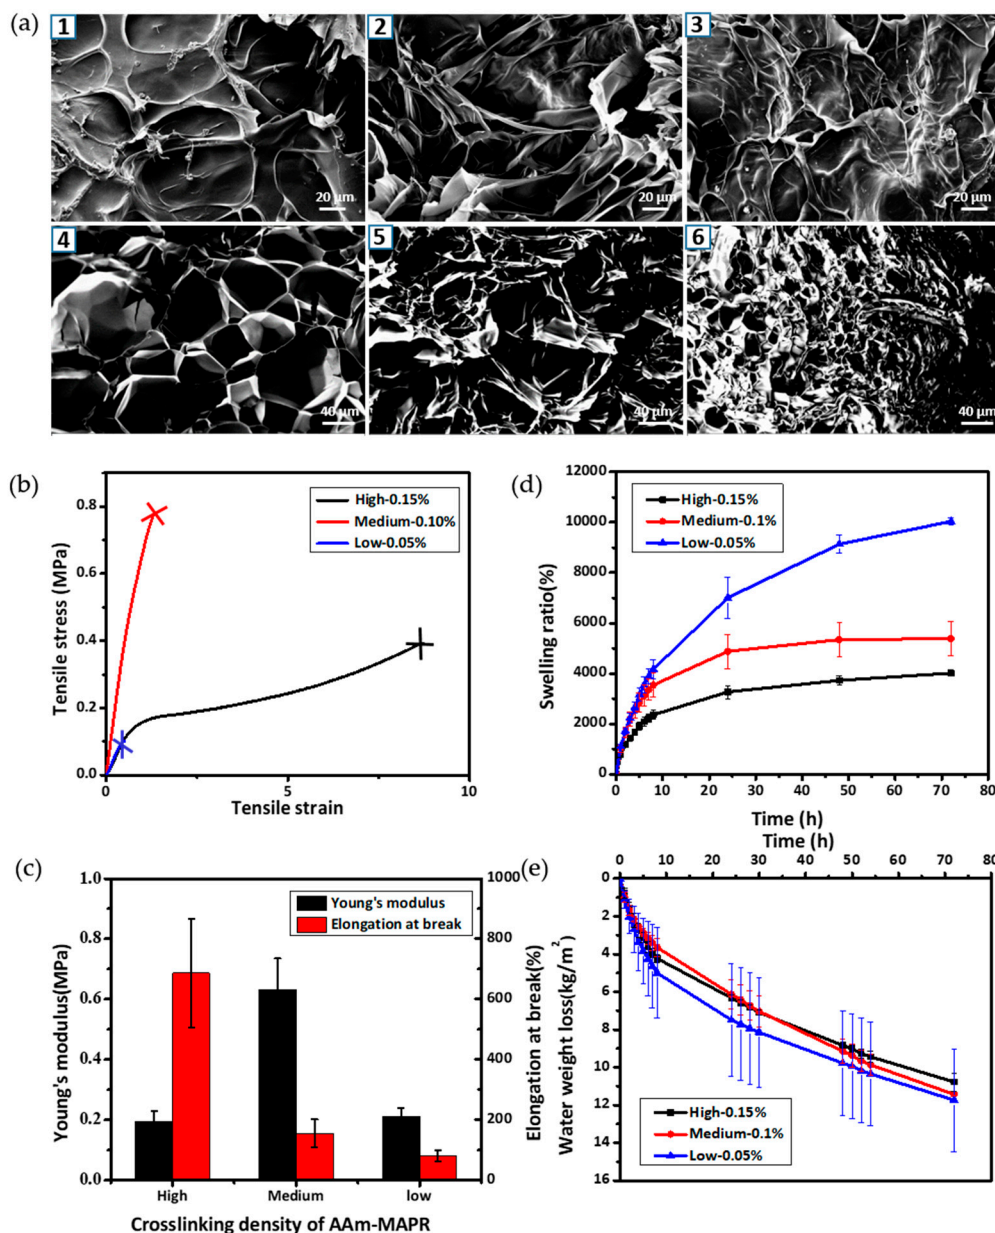 (a)
1
2
3
20 µm
20 µm
20 µm
4
5
6
40 µm
40 µm
40 µm
(b)
0.8
0.6
0.4
0.2
0.0
Tensile stress (MPa)
High-0.15%
Medium-0.10%
Low-0.05%
0
5
10
Tensile strain
(d)
12000
10000
8000
6000
4000
2000
0
Swelling ratio(%)
High-0.15%
Medium-0.1%
Low-0.05%
0
10
20
30
40
50
60
70
80
Time (h)
(c)
1.0
0.8
0.6
0.4
0.2
0.0
Young's modulus(MPa)
Young's modulus
Elongation at break
1000
800
600
400
200
0
Elongation at break(%)
High
Medium
low
Crosslinking density of AAm-MAPR
(e)
Time (h)
0
10
20
30
40
50
60
70
80
0
2
4
6
8
10
12
14
16
Water weight loss(kg/m²)
High-0.15%
Medium-0.1%
Low-0.05%